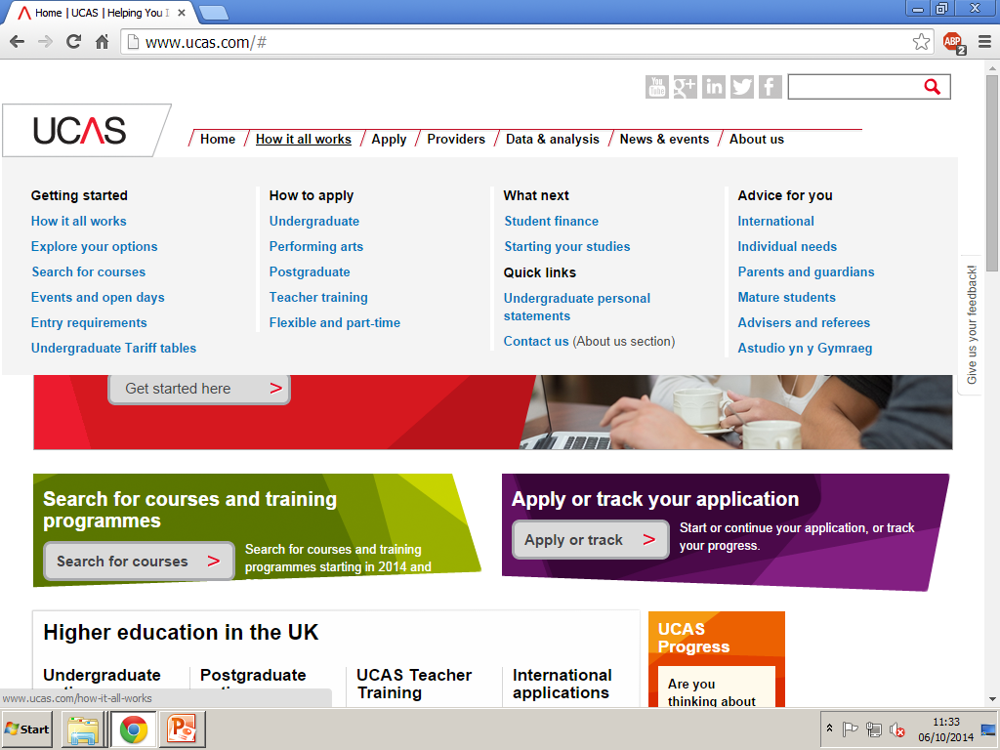 Home | UCAS | Helping You I
www.ucas.com/#
ABP
2
You
Tube
g+
in
f
UCAS
Home
How it all works
Apply
Providers
Data & analysis
News & events
About us
Getting started
How it all works
Explore your options
Search for courses
Events and open days
Entry requirements
Undergraduate Tariff tables
How to apply
Undergraduate
Performing arts
Postgraduate
Teacher training
Flexible and part-time
What next
Student finance
Starting your studies
Quick links
Undergraduate personal
statements
Contact us (About us section)
Advice for you
International
Individual needs
Parents and guardians
Mature students
Advisers and referees
Astudio yn y Gymraeg
Give us your feedback!
Get started here >
Search for courses and training
programmes
Search for courses >
Search for courses and training
programmes starting in 2014 and
Apply or track your application
Apply or track >
Start or continue your application, or track
your progress.
Higher education in the UK
Undergraduate
Postgraduate
UCAS Teacher
Training
International
applications
UCAS
Progress
Are you
thinking about
www.ucas.com/how-it-all-works
Start
11:33
06/10/2014